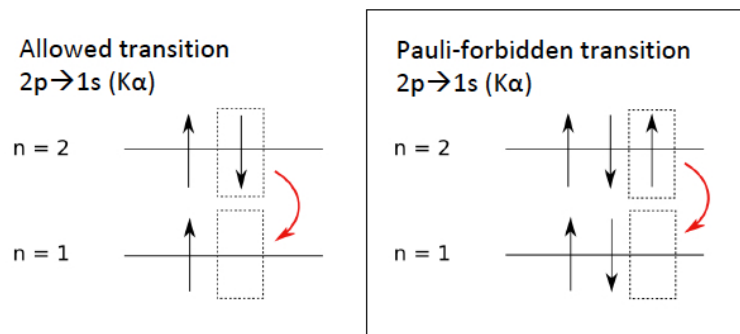 Allowed transition
2p→1s (Kα)
n = 2
n = 1
Pauli-forbidden transition
2p→1s (Kα)
n = 2
n = 1